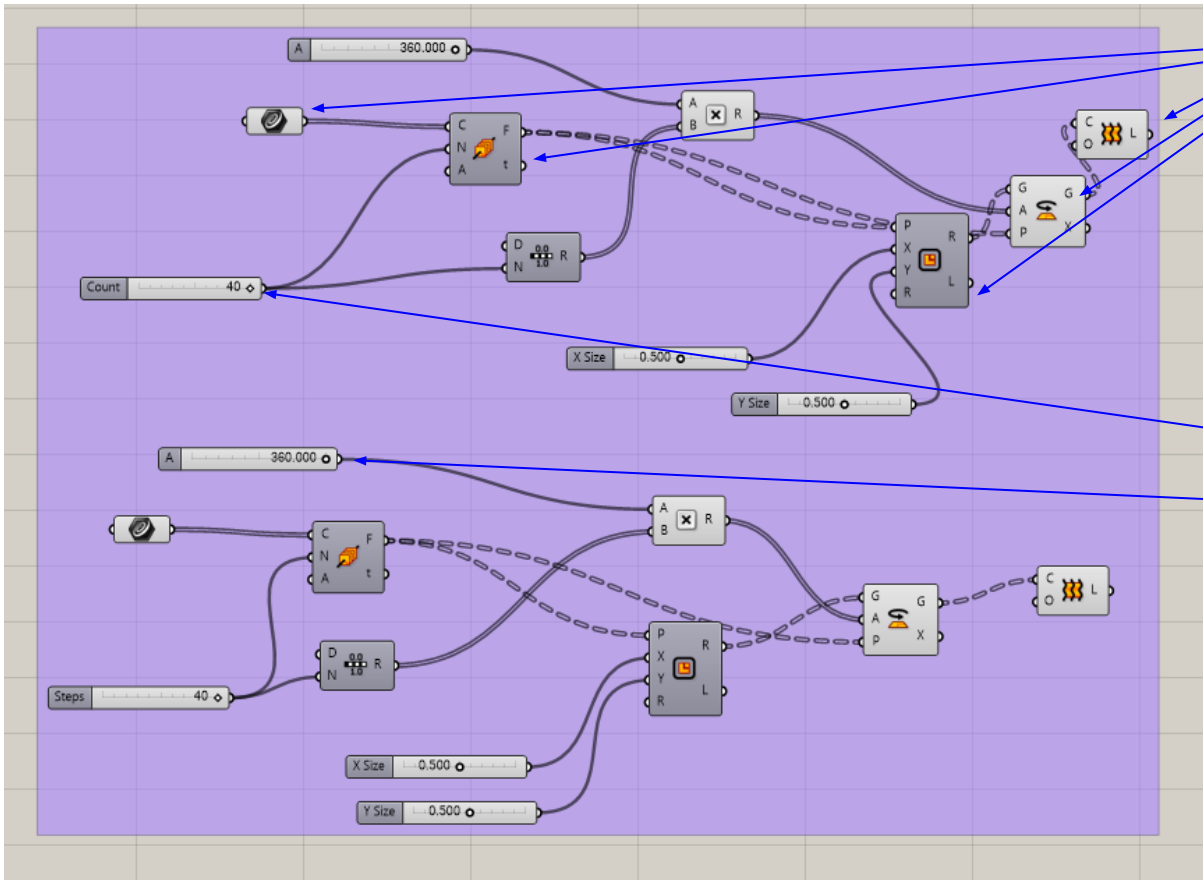 A 360.000
C F
N t
A
A R
B
C L
O
G G
A X
P
D R
N
0.0
1.0
Count 40
P R
X L
Y
R
X Size 0.500
Y Size 0.500
A 360.000
A R
B
C F
N t
A
C L
O
G G
A X
P
D R
N
0.0
1.0
P R
X L
Y
R
Steps 40
X Size 0.500
Y Size 0.500